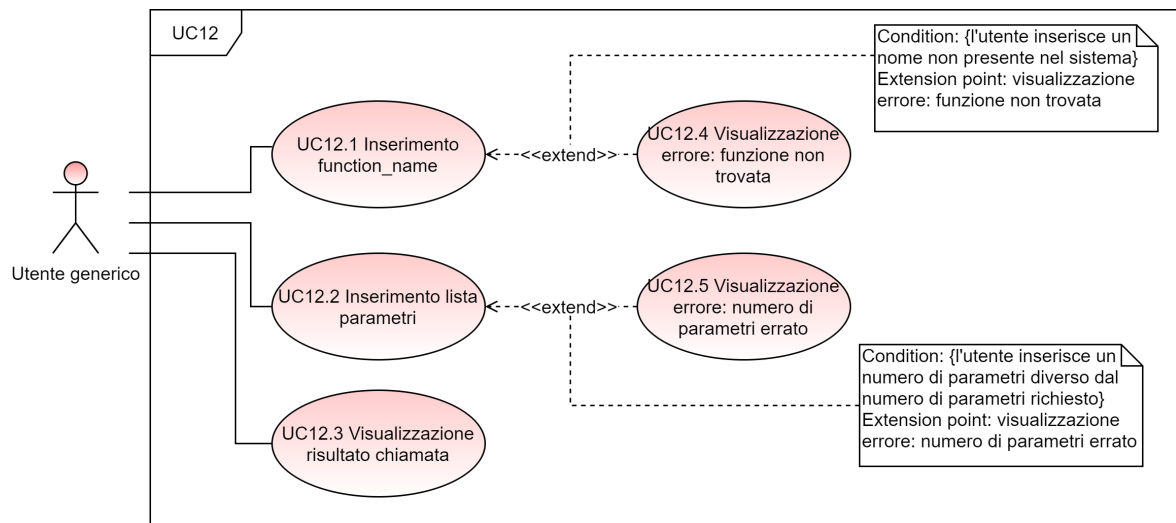 UC12
Condition: {l'utente inserisce un
nome non presente nel sistema}
Extension point: visualizzazione
errore: funzione non trovata
UC12.1 Inserimento
function_name
<<extend>>
UC12.4 Visualizzazione
errore: funzione non
trovata
Utente generico
UC12.2 Inserimento lista
parametri
<<extend>>
UC12.5 Visualizzazione
errore: numero di
parametri errato
Condition: {l'utente inserisce un
numero di parametri diverso dal
numero di parametri richiesto}
Extension point: visualizzazione
errore: numero di parametri errato
UC12.3 Visualizzazione
risultato chiamata